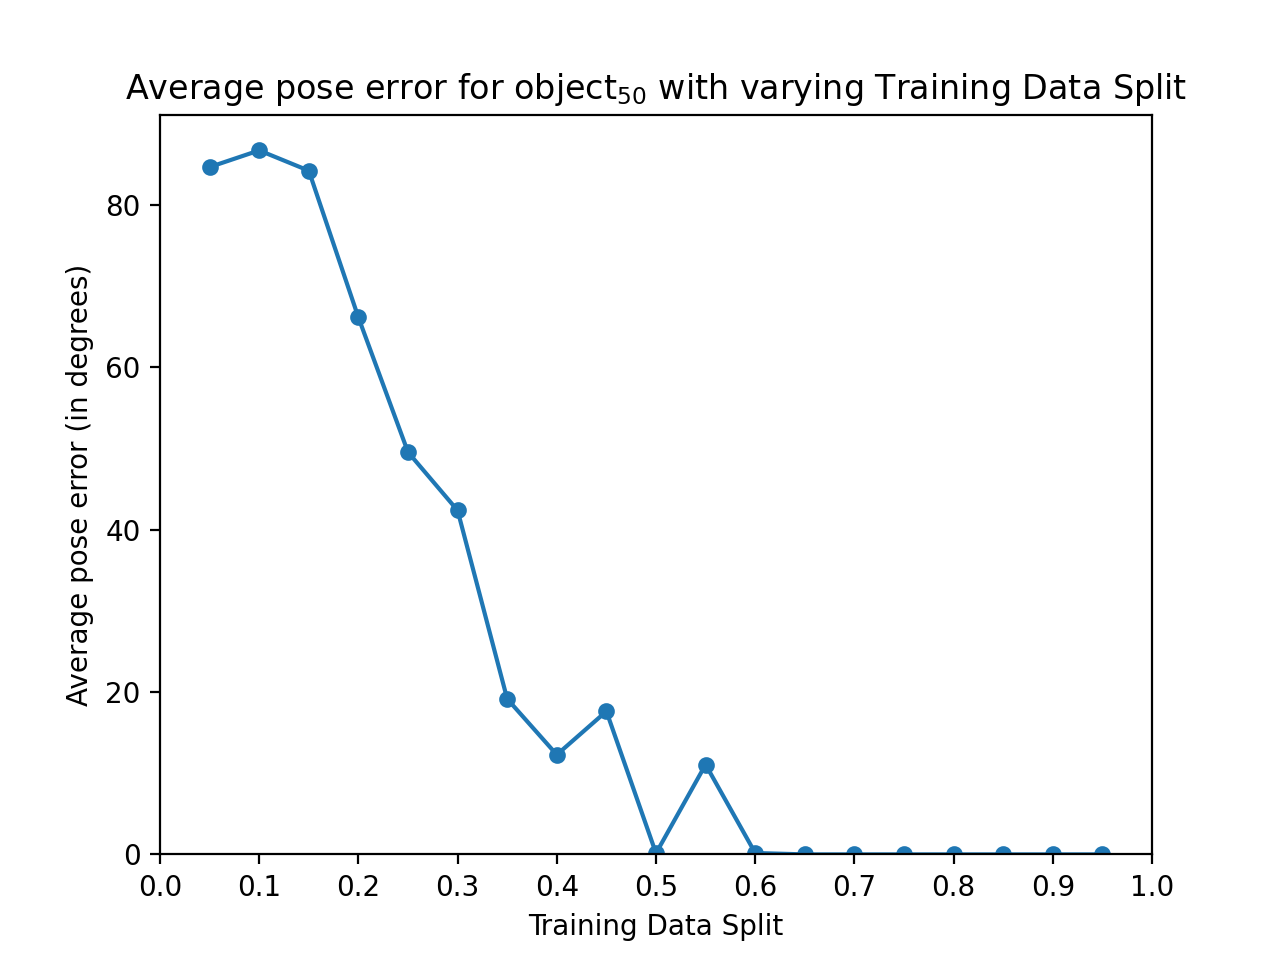 Average pose error for object₅₀ with varying Training Data Split
Average pose error (in degrees)
80
60
40
20
0
0.0 0.1 0.2 0.3 0.4 0.5 0.6 0.7 0.8 0.9 1.0
Training Data Split